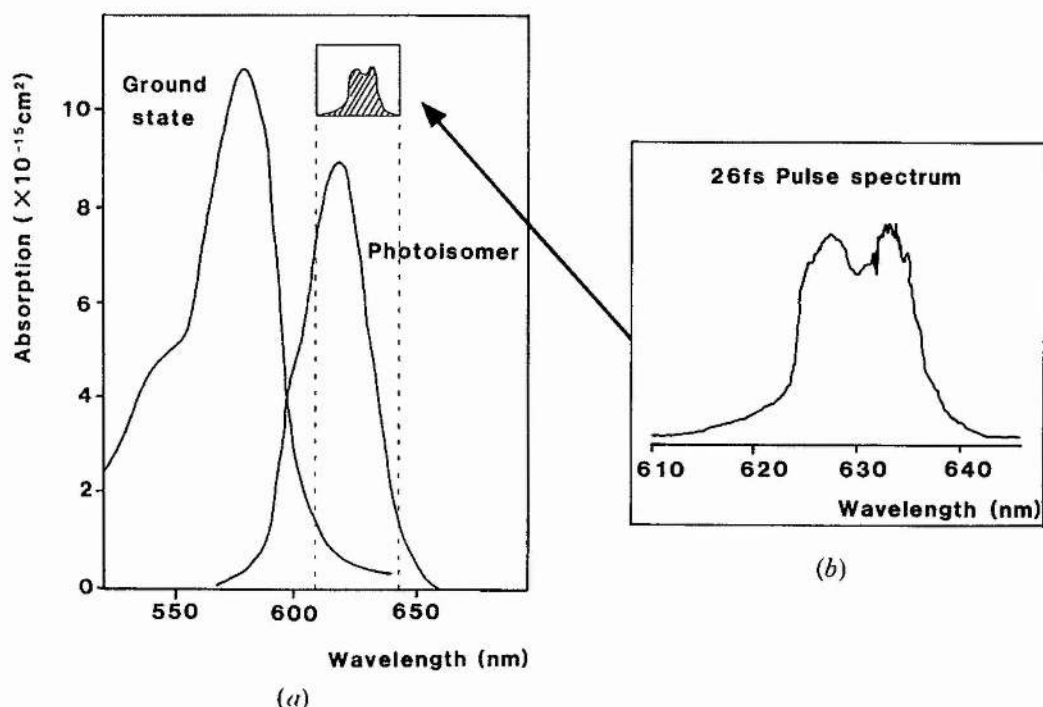 Absorption (×10⁻¹⁵cm²)
10
8
6
4
2
0
Ground
state
Photoisomer
550
600
650
Wavelength (nm)
(a)
26fs Pulse spectrum
610
620
630
640
Wavelength (nm)
(b)